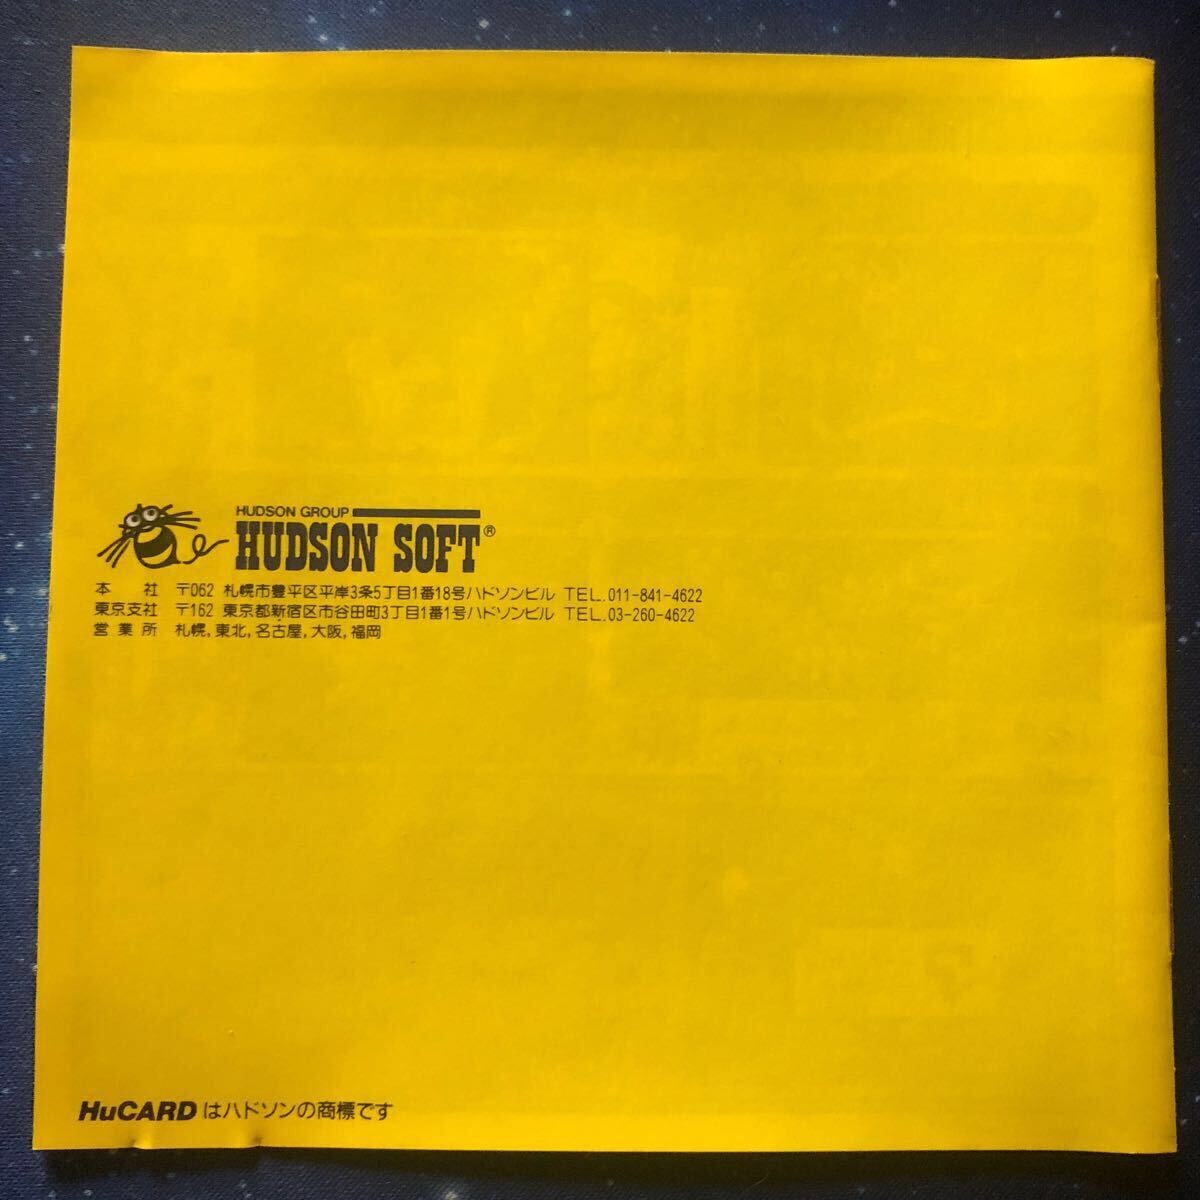 HUDSON GROUP
HUDSON SOFT®
本社 〒062 札幌市豊平区平岸3条5丁目1番18号ハドソンビル TEL.011-841-4622
東京支社 〒162 東京都新宿区市谷田町3丁目1番1号ハドソンビル TEL.03-260-4622
営業所 札幌,東北,名古屋,大阪,福岡
HuCARDはハドソンの商標です